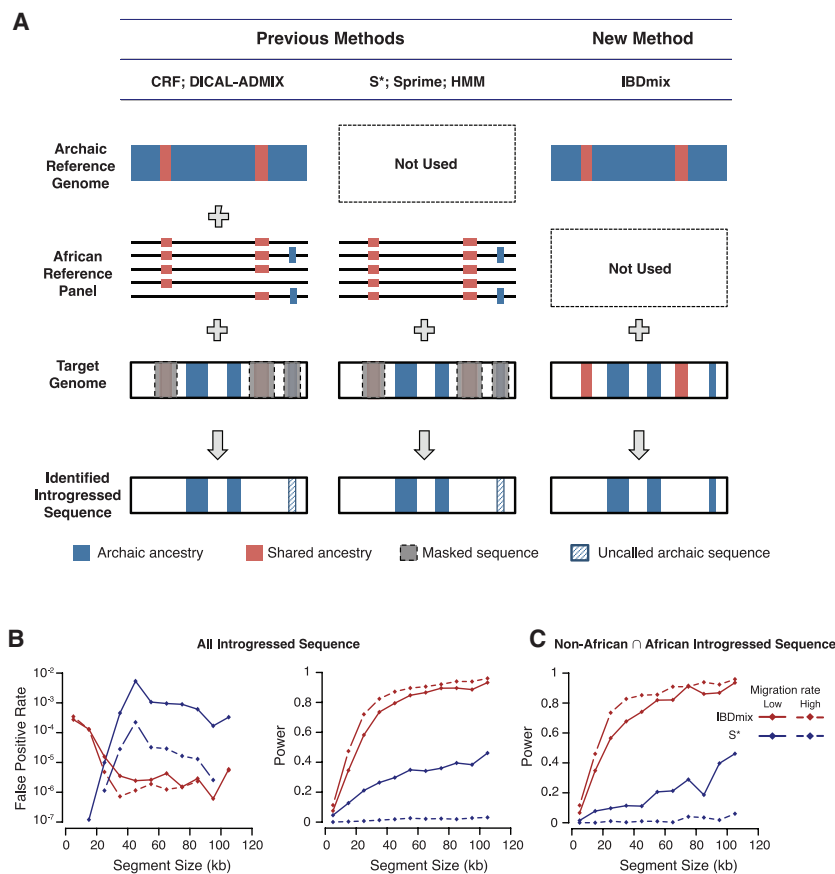 A
Previous Methods
New Method
CRF; DICAL-ADMIX
S*; Sprime; HMM
IBDmix
Archaic
Reference
Genome
Not Used
African
Reference
Panel
Not Used
Target
Genome
Identified
Introgressed
Sequence
Archaic ancestry
Shared ancestry
Masked sequence
Uncalled archaic sequence
B
All Introgressed Sequence
False Positive Rate
10-2
10-3
10-4
10-5
10-6
10-7
0 20 40 60 80 100 120
Segment Size (kb)
Power
1
0.8
0.6
0.4
0.2
0
0 20 40 60 80 100 120
Segment Size (kb)
C
Non-African ∩ African Introgressed Sequence
Migration rate
Low High
IBDmix
S*
Power
1
0.8
0.6
0.4
0.2
0
0 20 40 60 80 100 120
Segment Size (kb)